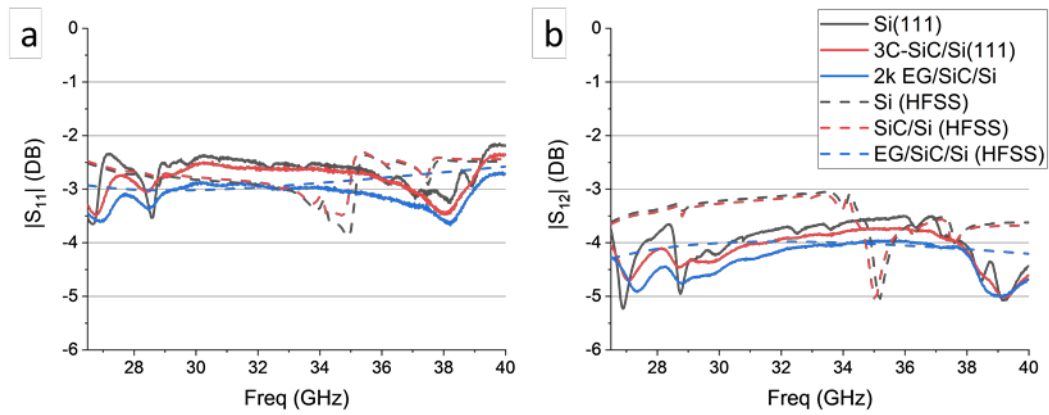 a
0
-1
-2
-3
-4
-5
-6
|S11| (DB)
28 30 32 34 36 38 40
Freq (GHz)
b
0
-1
-2
-3
-4
-5
-6
|S12| (DB)
28 30 32 34 36 38 40
Freq (GHz)
Si(111)
3C-SiC/Si(111)
2k EG/SiC/Si
Si (HFSS)
SiC/Si (HFSS)
EG/SiC/Si (HFSS)